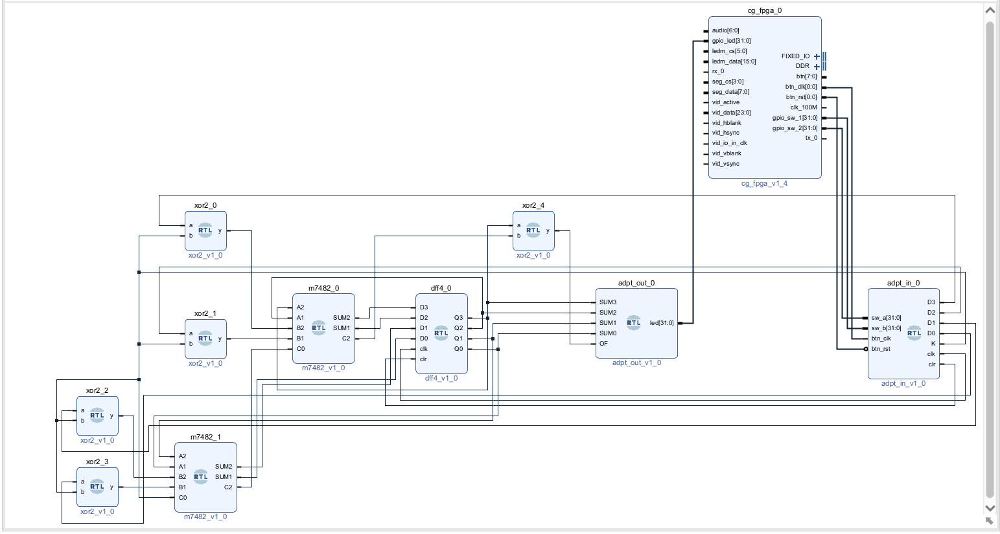 cg_fpga_0
audio[6:0]
gpio_led[31:0]
ledm_cs[5:0]
ledm_data[15:0]
rx_0
seg_cs[3:0]
seg_data[7:0]
vid_active
vid_data[23:0]
vid_hblank
vid_hsync
vid_io_in_clk
vid_vblank
vid_vsync
FIXED_IO
DDR
btn[7:0]
btn_clk[0:0]
btn_rst[0:0]
clk_100M
gpio_sw_1[31:0]
gpio_sw_2[31:0]
tx_0
cg_fpga_v1_4
xor2_0
a
b
RTL
y
xor2_v1_0
xor2_4
a
b
RTL
y
xor2_v1_0
xor2_1
a
b
RTL
y
xor2_v1_0
m7482_0
A2
A1
B2
B1
C0
RTL
SUM2
SUM1
C2
m7482_v1_0
dff4_0
D3
D2
D1
D0
clk
clr
RTL
Q3
Q2
Q1
Q0
dff4_v1_0
adpt_out_0
SUM3
SUM2
SUM1
SUM0
OF
RTL
led[31:0]
adpt_out_v1_0
adpt_in_0
sw_a[31:0]
sw_b[31:0]
btn_clk
btn_rst
RTL
D3
D2
D1
D0
K
clk
clr
adpt_in_v1_0
xor2_2
a
b
RTL
y
xor2_v1_0
xor2_3
a
b
RTL
y
xor2_v1_0
m7482_1
A2
A1
B2
B1
C0
RTL
SUM2
SUM1
C2
m7482_v1_0